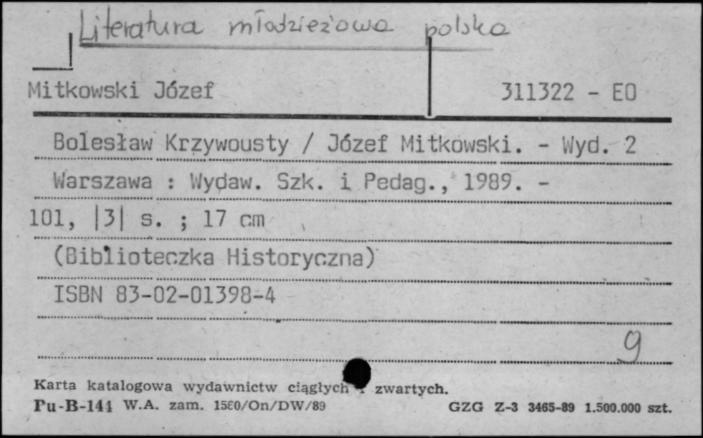 Literatura młodzieżowa polska
Mitkowski Józef 311322 - EO
Bolesław Krzywousty / Józef Mitkowski. - Wyd. 2
Warszawa : Wydaw. Szk. i Pedag., 1989. -
101, |3| s. ; 17 cm
(Biblioteczka Historyczna)
ISBN 83-02-01398-4
9
Karta katalogowa wydawnictw ciągłych i zwartych.
Pu-B-141 W.A. zam. 1580/On/DW/89 GZG Z-3 3465-89 1.500.000 szt.